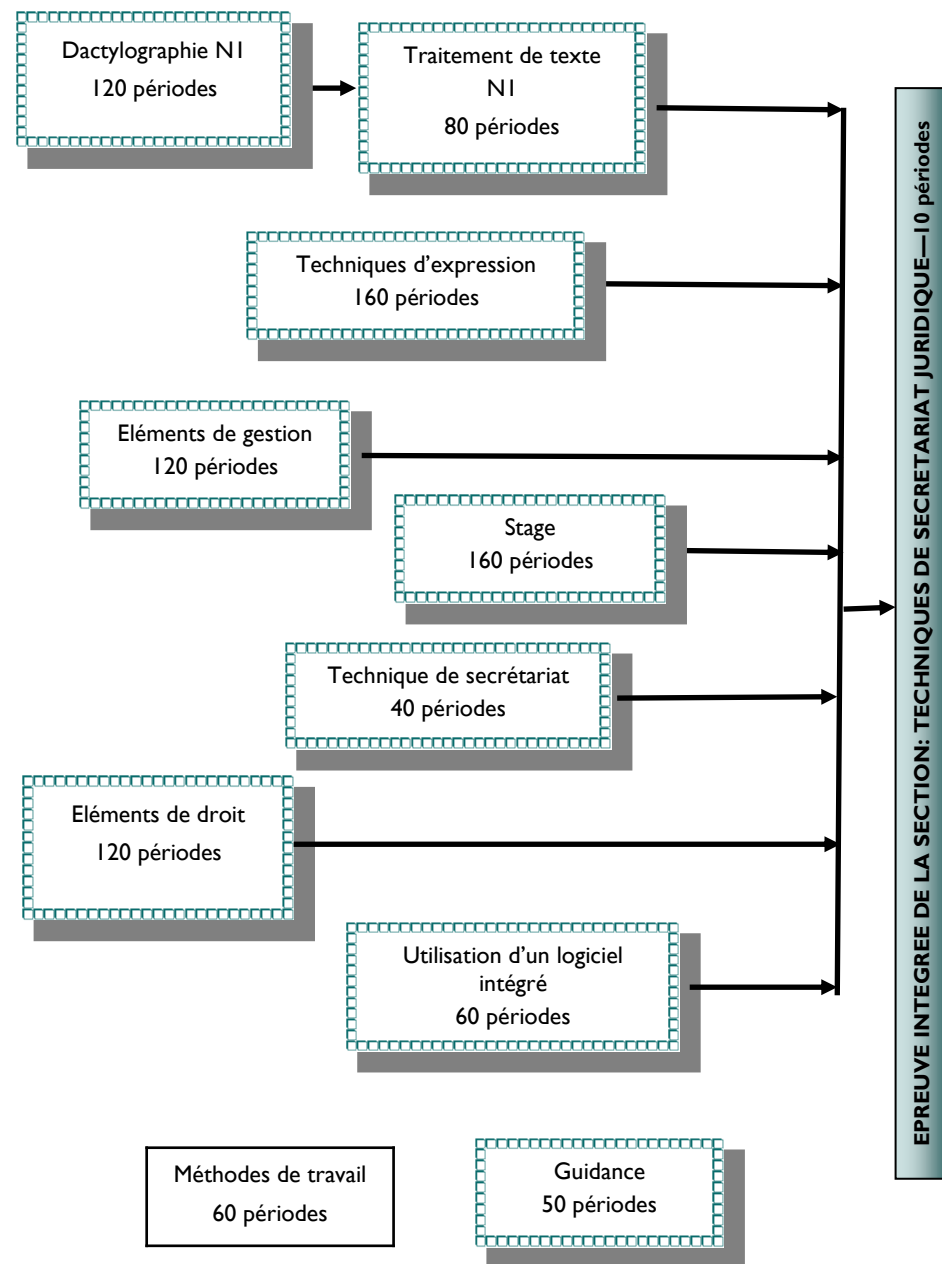 Dactylographie N1
120 périodes
Traitement de texte
N1
80 périodes
Techniques d'expression
160 périodes
Eléments de gestion
120 périodes
Stage
160 périodes
Technique de secrétariat
40 périodes
Eléments de droit
120 périodes
Utilisation d'un logiciel
intégré
60 périodes
Méthodes de travail
60 périodes
Guidance
50 périodes
EPREUVE INTEGREE DE LA SECTION: TECHNIQUES DE SECRETARIAT JURIDIQUE—10 périodes